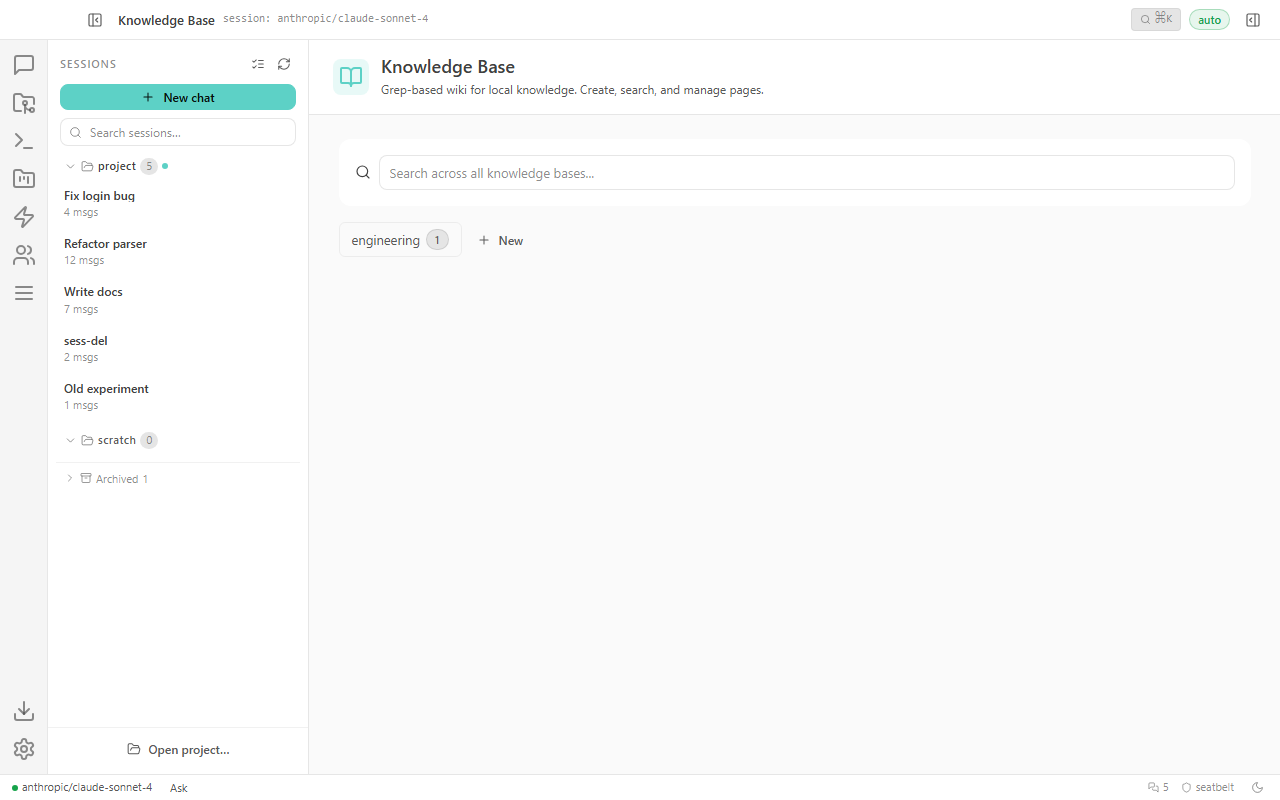 Knowledge Base session: anthropic/claude-sonnet-4
⌘K
auto
SESSIONS
New chat
Search sessions...
project 5
Fix login bug
4 msgs
Refactor parser
12 msgs
Write docs
7 msgs
sess-del
2 msgs
Old experiment
1 msgs
scratch 0
Archived 1
Open project...
Knowledge Base
Grep-based wiki for local knowledge. Create, search, and manage pages.
Search across all knowledge bases...
engineering 1
New
anthropic/claude-sonnet-4 Ask
5 seatbelt